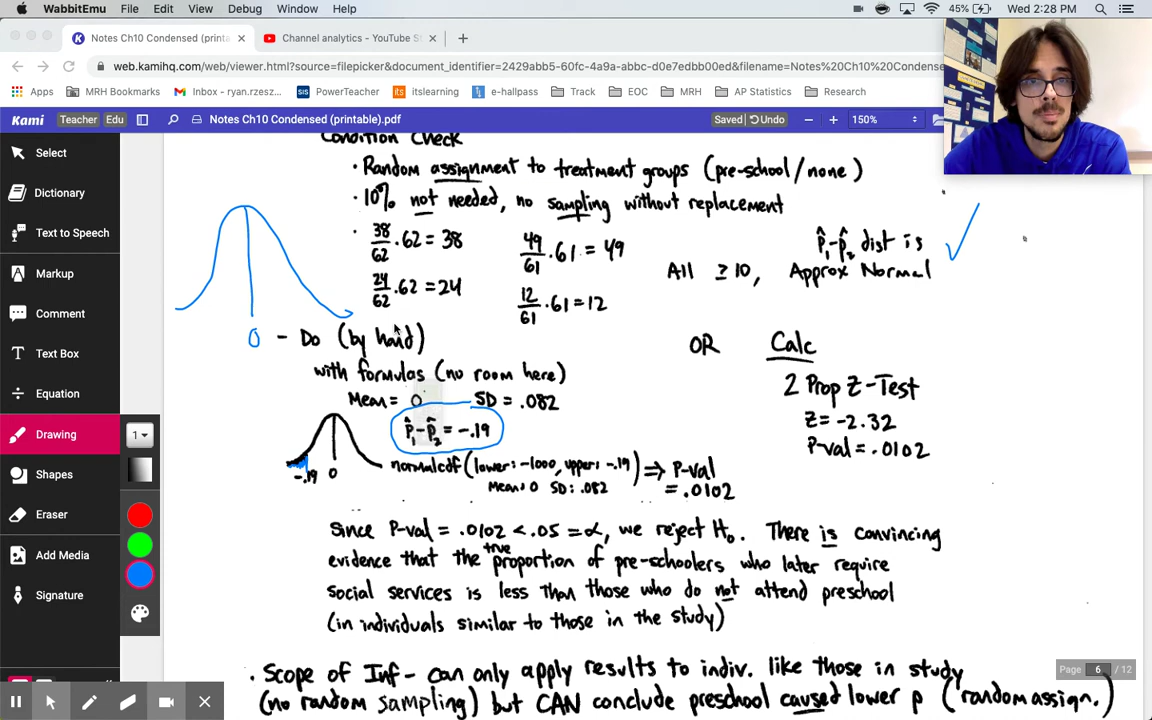 WabbitEmu File Edit View Debug Window Help 45% Wed 2:28 PM
Notes Ch10 Condensed (printa Channel analytics - YouTube S
web.kamihq.com/web/viewer.html?source=filepicker&document_identifier=2429abb5-60fc-4a9a-abbc-d0e7edbb00ed&filename=Notes%20Ch10%20Condense
Apps MRH Bookmarks Inbox - ryan.rzesz... SIS PowerTeacher its itslearning e-hallpass Track EOC MRH AP Statistics Research
Kami Teacher Edu Notes Ch10 Condensed (printable).pdf Saved Undo 150%
Select
Dictionary
Text to Speech
Markup
Comment
Text Box
Equation
Drawing 1
Shapes
Eraser
Add Media
Signature
Condition Check
· Random assignment to treatment groups (pre-school/none)
· 10% not needed, no sampling without replacement
· 38/62 · 62 = 38 49/61 · 61 = 49 p̂₁-p̂₂ dist is
24/62 · 62 = 24 12/61 · 61 = 12 All ≥ 10, Approx Normal
0 - Do (by hand) OR Calc
with formulas (no room here) 2 Prop Z-Test
Mean = 0 SD = .082 Z = -2.32
p̂₁-p̂₂ = -.19 P-val = .0102
-.19 0 normalcdf (lower: -1000, upper: -.19) ⇒ P-val
Mean: 0 SD: .082 = .0102
Since P-val = .0102 < .05 = α, we reject H₀. There is convincing
evidence that the true proportion of pre-schoolers who later require
social services is less than those who do not attend preschool
(in individuals similar to those in the study)
· Scope of Inf - can only apply results to indiv. like those in study
(no random sampling) but CAN conclude preschool caused lower p (random assign.)
Page 6 / 12